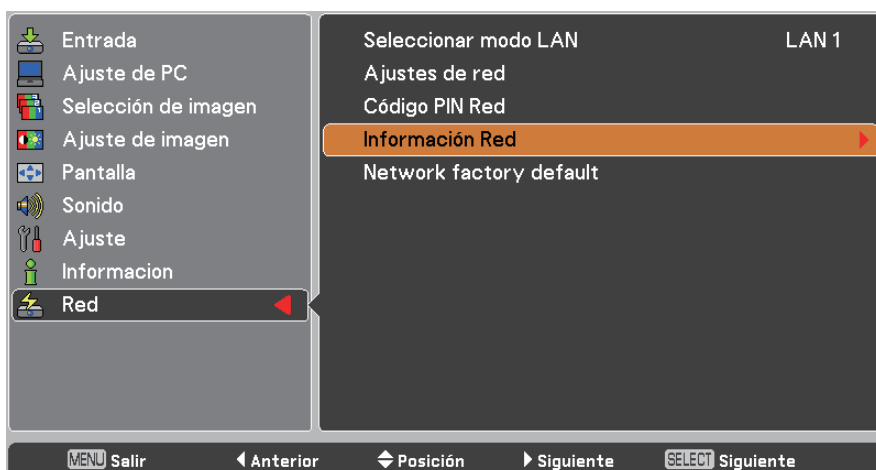 Entrada
Ajuste de PC
Selección de imagen
Ajuste de imagen
Pantalla
Sonido
Ajuste
Informacion
Red
Seleccionar modo LAN LAN 1
Ajustes de red
Código PIN Red
Información Red
Network factory default
MENU Salir Anterior Posición Siguiente SELECT Siguiente